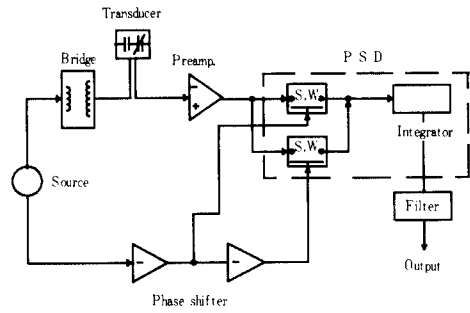 Transducer
Bridge
Preamp.
P S D
S.W
S.W
Integrator
Source
Filter
Output
Phase shifter